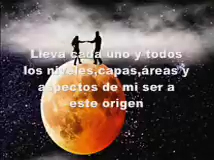 Lleva cada uno y todos
los niveles,capas,áreas y
aspectos de mi ser a
este origen